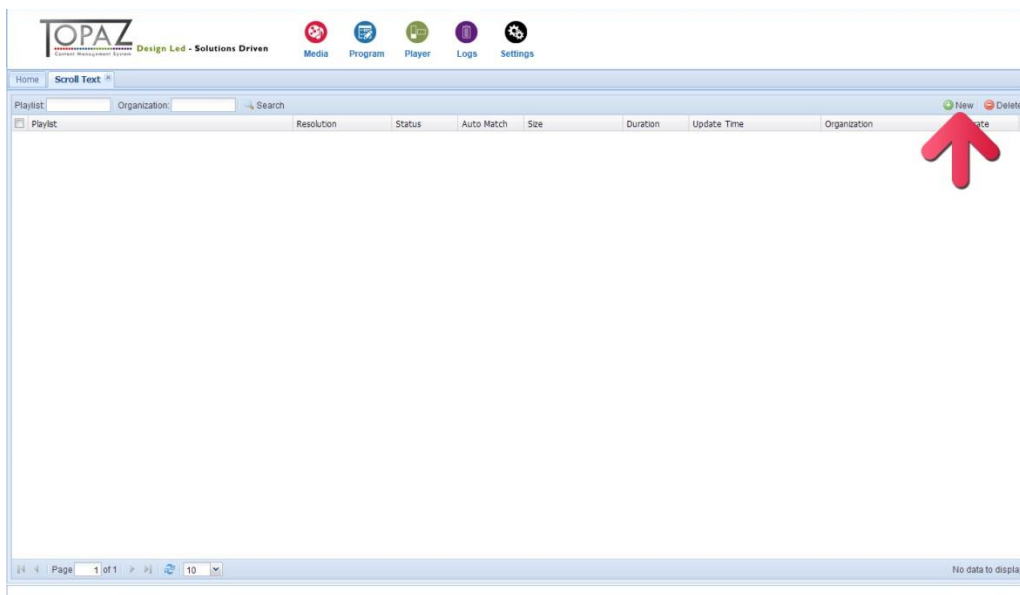 TOPAZ
Content Management System
Design Led - Solutions Driven
Media Program Player Logs Settings
Home Scroll Text
Playlist: Organization: Search New Delete
Playlist Resolution Status Auto Match Size Duration Update Time Organization
Page 1 of 1 10 No data to displa